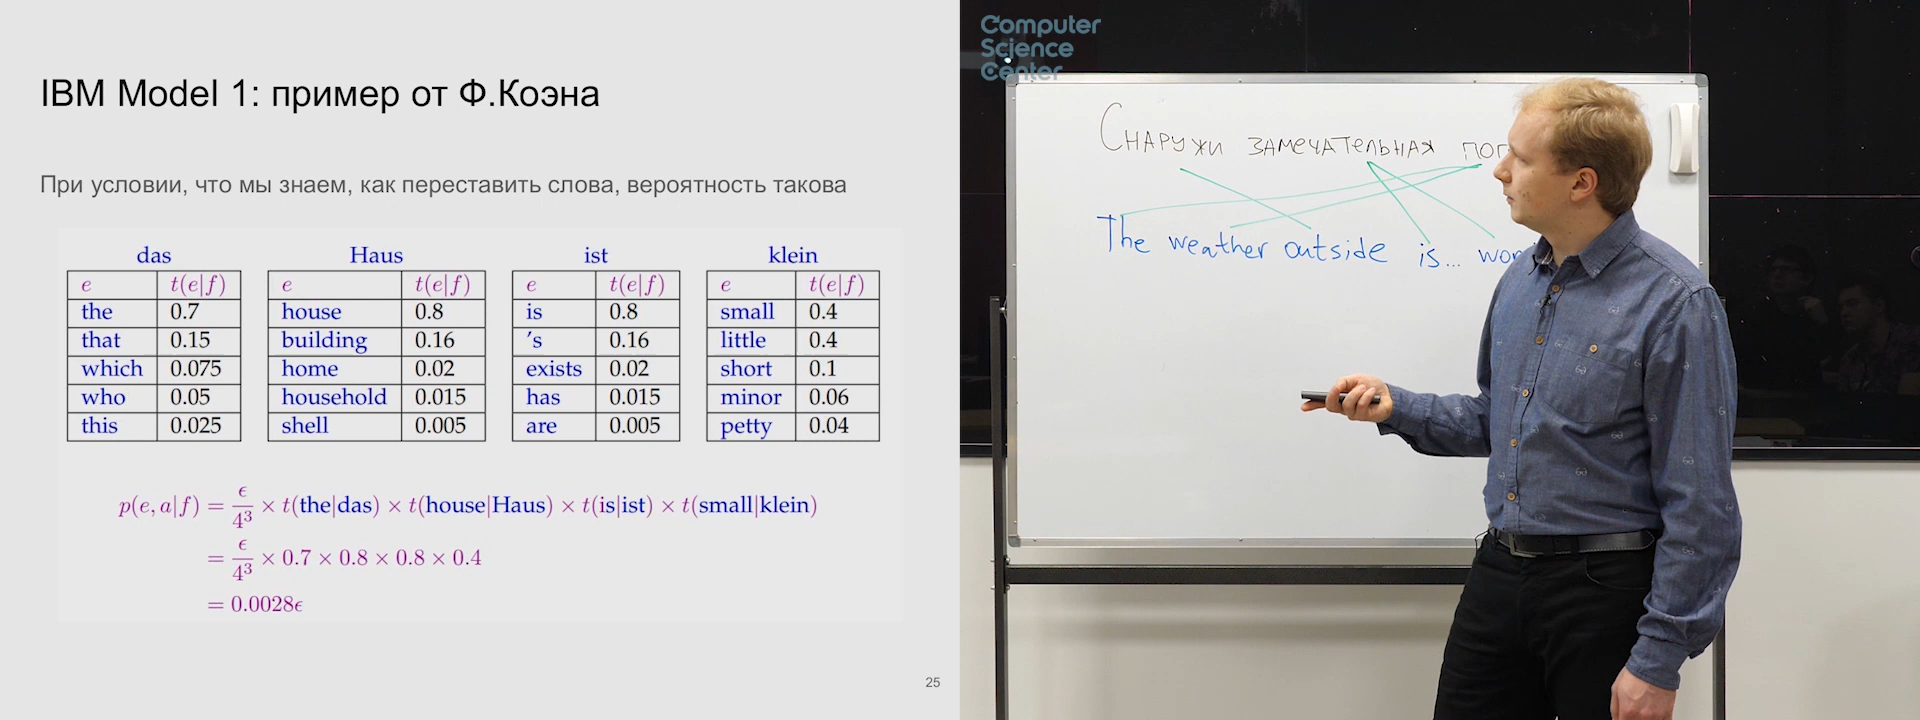 IBM Model 1: пример от Ф.Коэна
При условии, что мы знаем, как переставить слова, вероятность такова
das Haus ist klein
e t(e|f) e t(e|f) e t(e|f) e t(e|f)
the 0.7 house 0.8 is 0.8 small 0.4
that 0.15 building 0.16 's 0.16 little 0.4
which 0.075 home 0.02 exists 0.02 short 0.1
who 0.05 household 0.015 has 0.015 minor 0.06
this 0.025 shell 0.005 are 0.005 petty 0.04
p(e, a|f) = ϵ/4³ × t(the|das) × t(house|Haus) × t(is|ist) × t(small|klein)
= ϵ/4³ × 0.7 × 0.8 × 0.8 × 0.4
= 0.0028ϵ
25
Computer
Science
Center
Снаружи замечательная
The weather outside is...